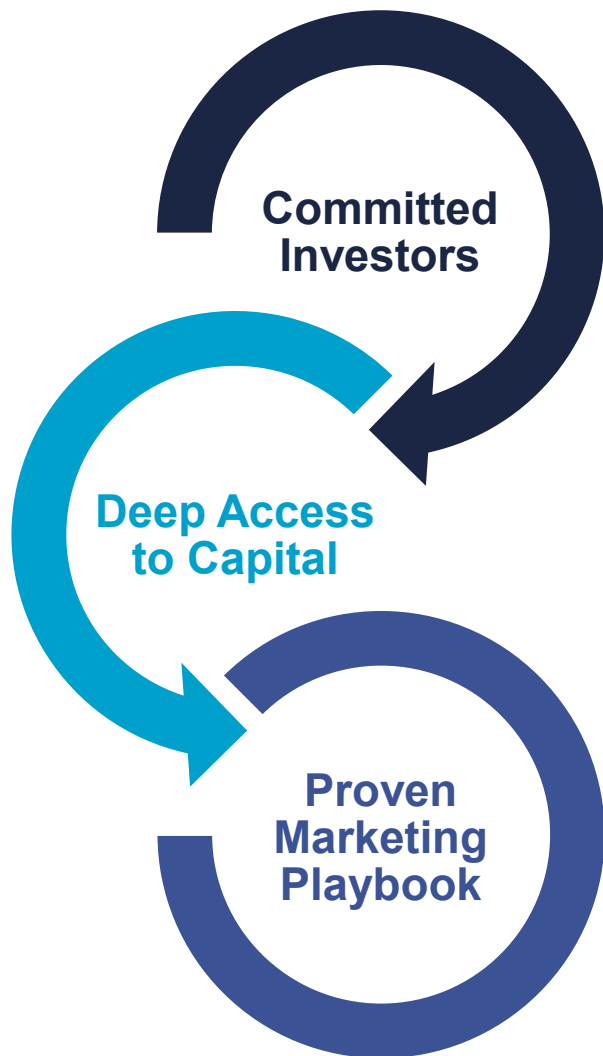 Committed
Investors
Deep Access
to Capital
Proven
Marketing
Playbook